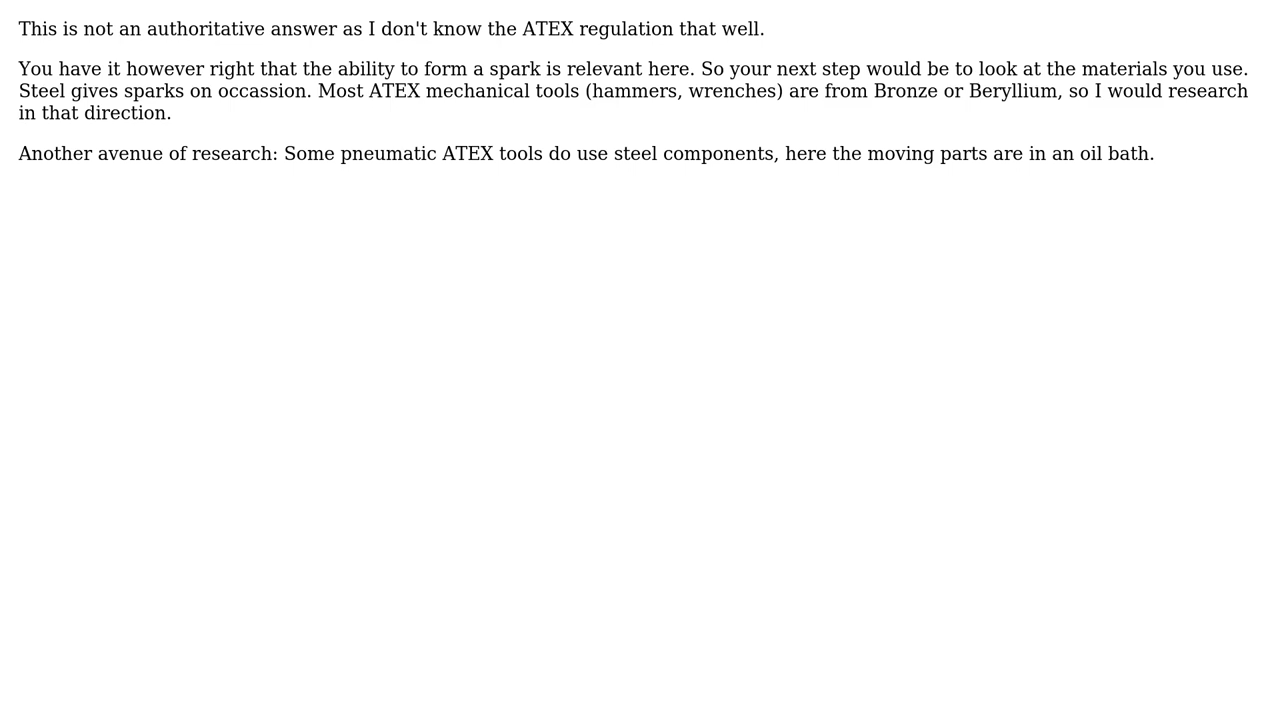 This is not an authoritative answer as I don't know the ATEX regulation that well.
You have it however right that the ability to form a spark is relevant here. So your next step would be to look at the materials you use.
Steel gives sparks on occassion. Most ATEX mechanical tools (hammers, wrenches) are from Bronze or Beryllium, so I would research
in that direction.
Another avenue of research: Some pneumatic ATEX tools do use steel components, here the moving parts are in an oil bath.